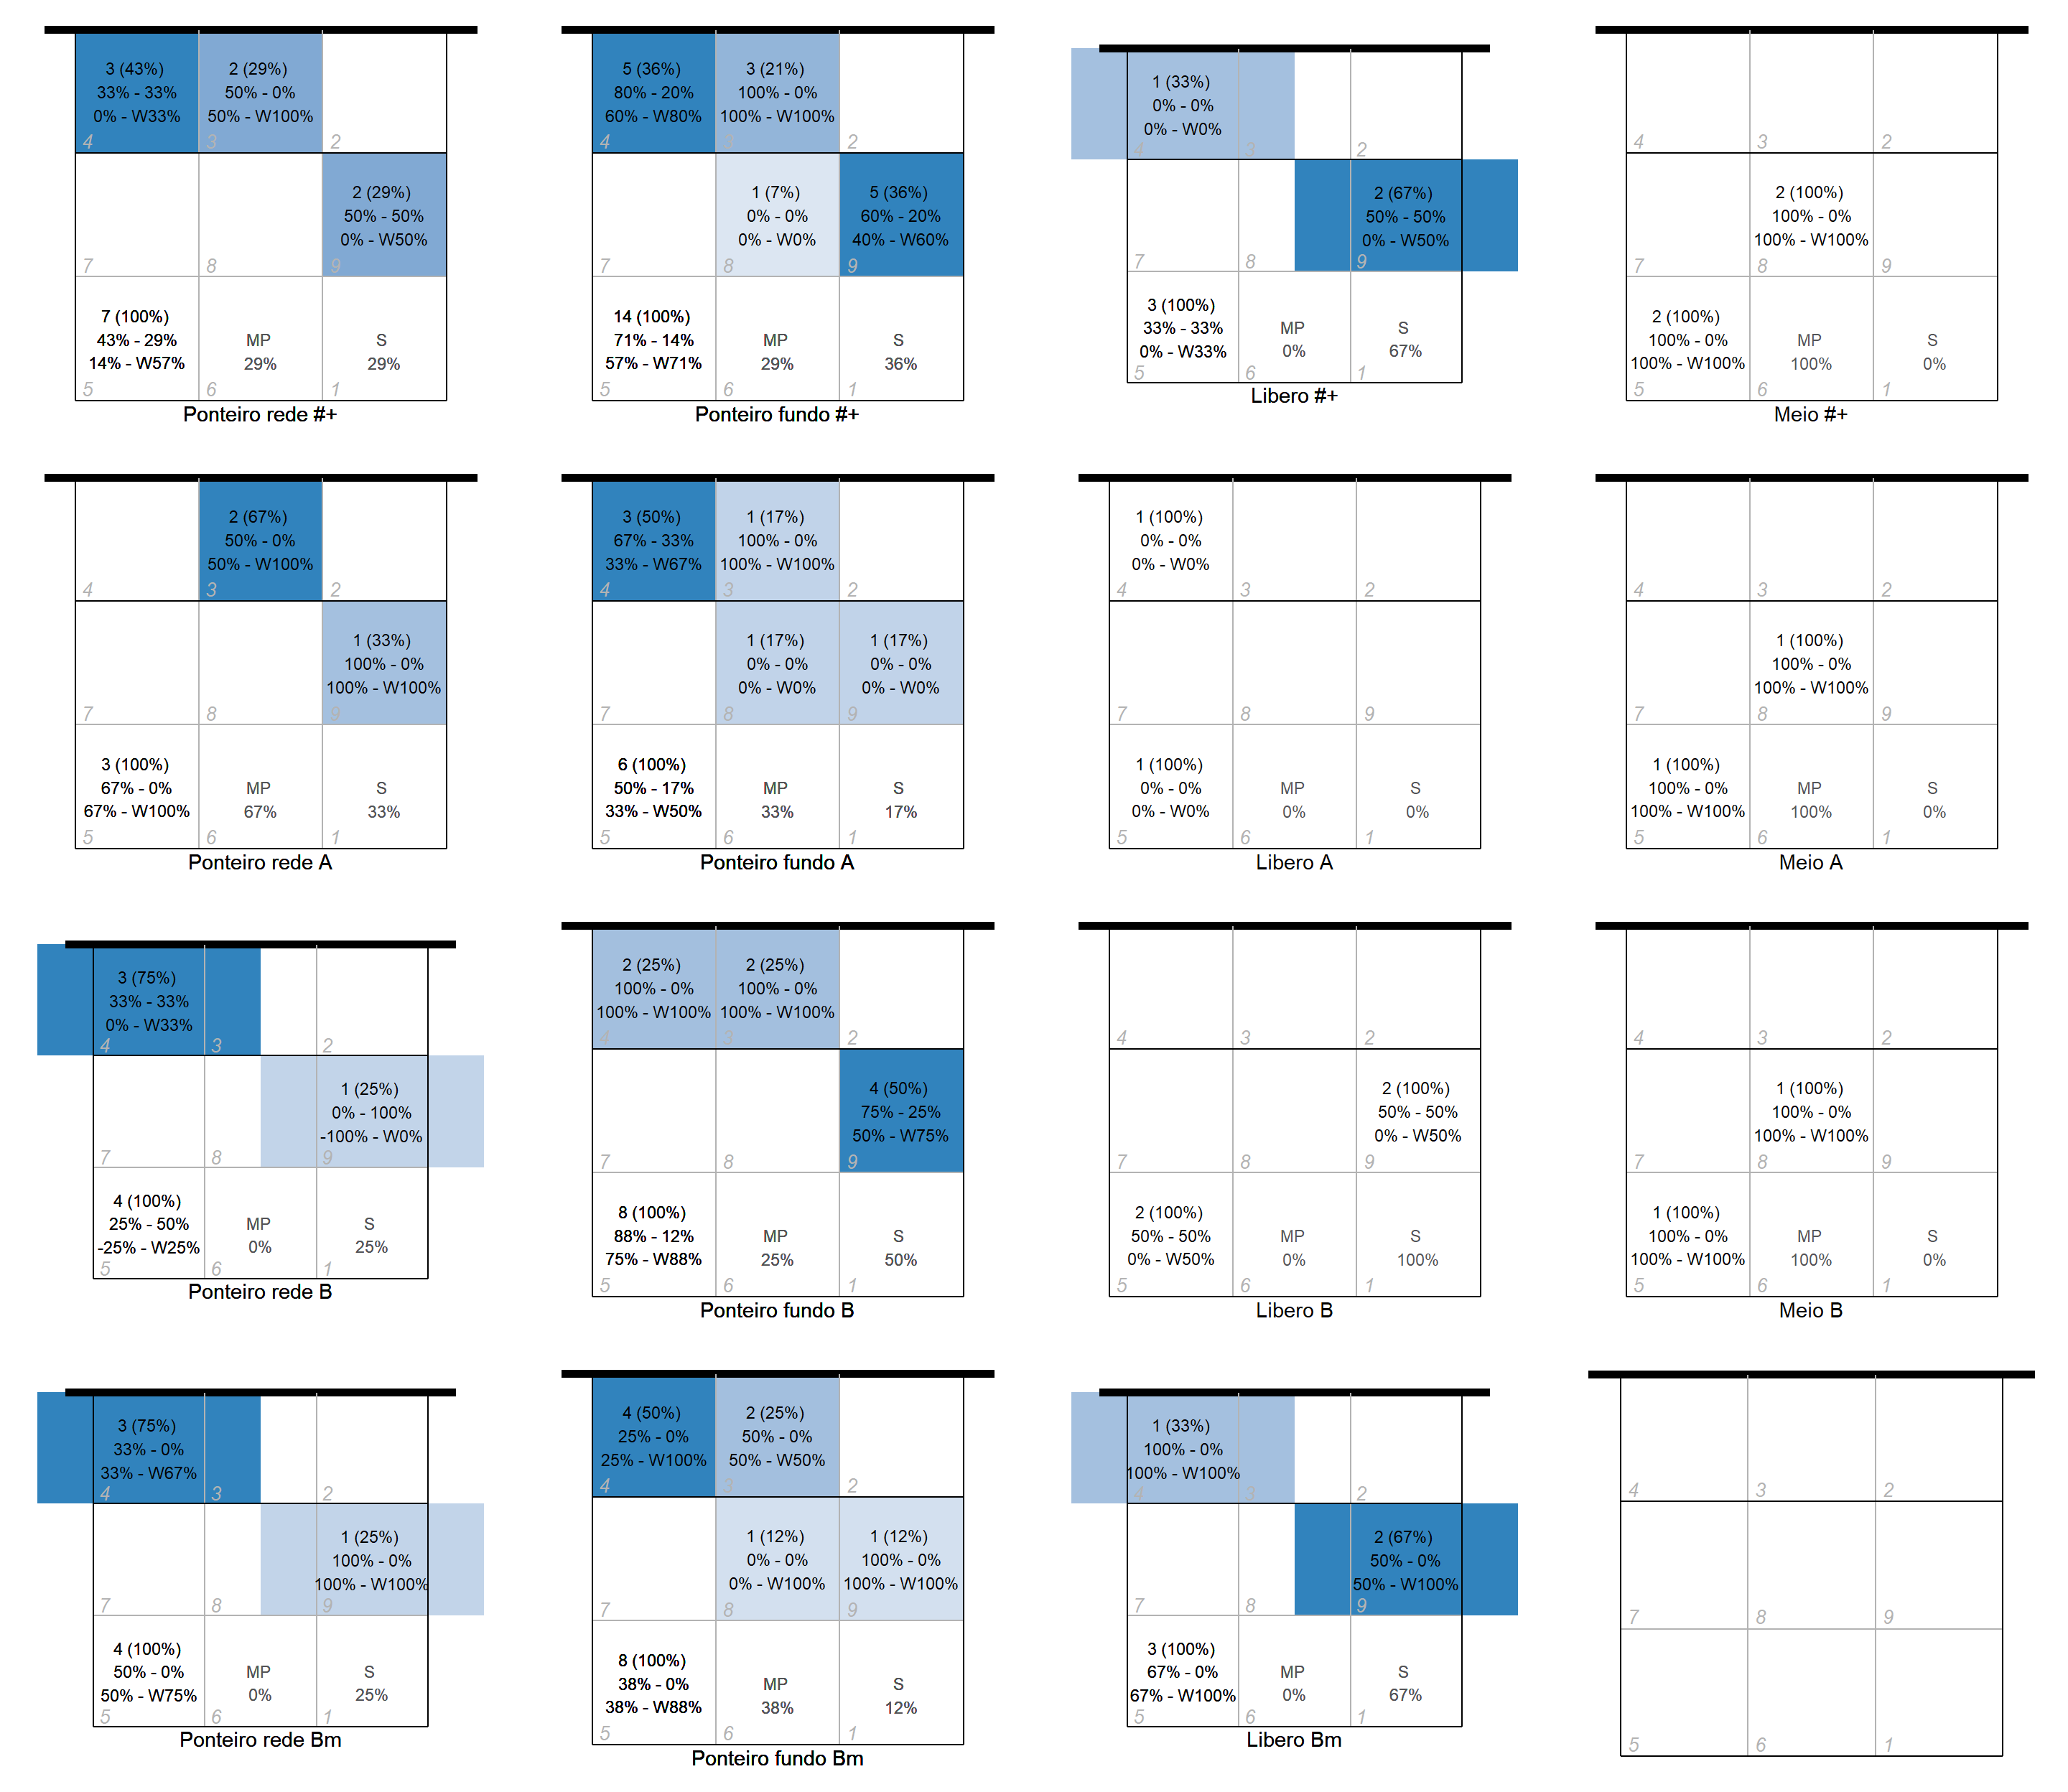 3 (43%)
33% - 33%
0% - W33%
4
2 (29%)
50% - 0%
50% - W100%
3
2
7
8
2 (29%)
50% - 50%
0% - W50%
9
7 (100%)
43% - 29%
14% - W57%
5
MP
29%
6
S
29%
1
Ponteiro rede #+
5 (36%)
80% - 20%
60% - W80%
4
3 (21%)
100% - 0%
100% - W100%
3
2
7
1 (7%)
0% - 0%
0% - W0%
8
5 (36%)
60% - 20%
40% - W60%
9
14 (100%)
71% - 14%
57% - W71%
5
MP
29%
6
S
36%
1
Ponteiro fundo #+
1 (33%)
0% - 0%
0% - W0%
4
3
2
7
8
2 (67%)
50% - 50%
0% - W50%
9
3 (100%)
33% - 33%
0% - W33%
5
MP
0%
6
S
67%
1
Libero #+
4
3
2
7
2 (100%)
100% - 0%
100% - W100%
8
9
2 (100%)
100% - 0%
100% - W100%
5
MP
100%
6
S
0%
1
Meio #+
4
2 (67%)
50% - 0%
50% - W100%
3
2
7
8
1 (33%)
100% - 0%
100% - W100%
9
3 (100%)
67% - 0%
67% - W100%
5
MP
67%
6
S
33%
1
Ponteiro rede A
3 (50%)
67% - 33%
33% - W67%
4
1 (17%)
100% - 0%
100% - W100%
3
2
7
1 (17%)
0% - 0%
0% - W0%
8
1 (17%)
0% - 0%
0% - W0%
9
6 (100%)
50% - 17%
33% - W50%
5
MP
33%
6
S
17%
1
Ponteiro fundo A
1 (100%)
0% - 0%
0% - W0%
4
3
2
7
8
9
1 (100%)
0% - 0%
0% - W0%
5
MP
0%
6
S
0%
1
Libero A
4
3
2
7
1 (100%)
100% - 0%
100% - W100%
8
9
1 (100%)
100% - 0%
100% - W100%
5
MP
100%
6
S
0%
1
Meio A
3 (75%)
33% - 33%
0% - W33%
4
3
2
7
8
1 (25%)
0% - 100%
-100% - W0%
9
4 (100%)
25% - 50%
-25% - W25%
5
MP
0%
6
S
25%
1
Ponteiro rede B
2 (25%)
100% - 0%
100% - W100%
4
2 (25%)
100% - 0%
100% - W100%
3
2
7
8
4 (50%)
75% - 25%
50% - W75%
9
8 (100%)
88% - 12%
75% - W88%
5
MP
25%
6
S
50%
1
Ponteiro fundo B
4
3
2
7
8
2 (100%)
50% - 50%
0% - W50%
9
2 (100%)
50% - 50%
0% - W50%
5
MP
0%
6
S
100%
1
Libero B
4
3
2
7
1 (100%)
100% - 0%
100% - W100%
8
9
1 (100%)
100% - 0%
100% - W100%
5
MP
100%
6
S
0%
1
Meio B
3 (75%)
33% - 0%
33% - W67%
4
3
2
7
8
1 (25%)
100% - 0%
100% - W100%
9
4 (100%)
50% - 0%
50% - W75%
5
MP
0%
6
S
25%
1
Ponteiro rede Bm
4 (50%)
25% - 0%
25% - W100%
4
2 (25%)
50% - 0%
50% - W50%
3
2
7
1 (12%)
0% - 0%
0% - W100%
8
1 (12%)
100% - 0%
100% - W100%
9
8 (100%)
38% - 0%
38% - W88%
5
MP
38%
6
S
12%
1
Ponteiro fundo Bm
1 (33%)
100% - 0%
100% - W100%
4
3
2
7
8
2 (67%)
50% - 0%
50% - W100%
9
3 (100%)
67% - 0%
67% - W100%
5
MP
0%
6
S
67%
1
Libero Bm
4
3
2
7
8
9
5
6
1